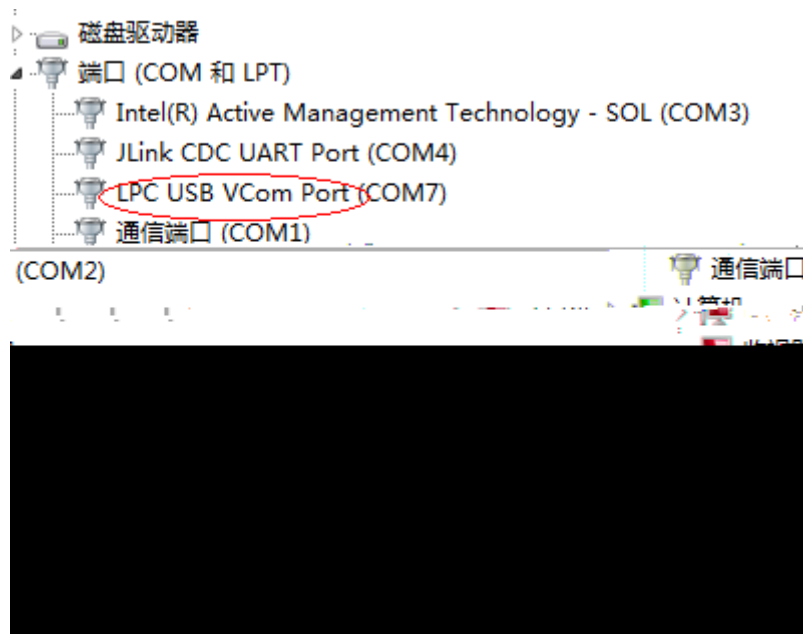 磁盘驱动器
端口 (COM 和 LPT)
Intel(R) Active Management Technology - SOL (COM3)
JLink CDC UART Port (COM4)
LPC USB VCom Port (COM7)
通信端口 (COM1)
(COM2)
通信端口